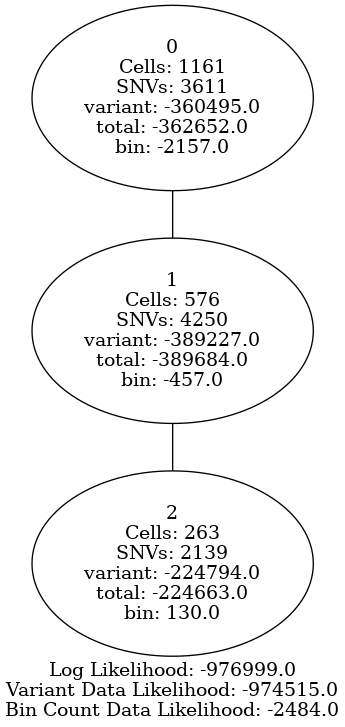 0
Cells: 1161
SNVs: 3611
variant: -360495.0
total: -362652.0
bin: -2157.0
1
Cells: 576
SNVs: 4250
variant: -389227.0
total: -389684.0
bin: -457.0
2
Cells: 263
SNVs: 2139
variant: -224794.0
total: -224663.0
bin: 130.0
Log Likelihood: -976999.0
Variant Data Likelihood: -974515.0
Bin Count Data Likelihood: -2484.0